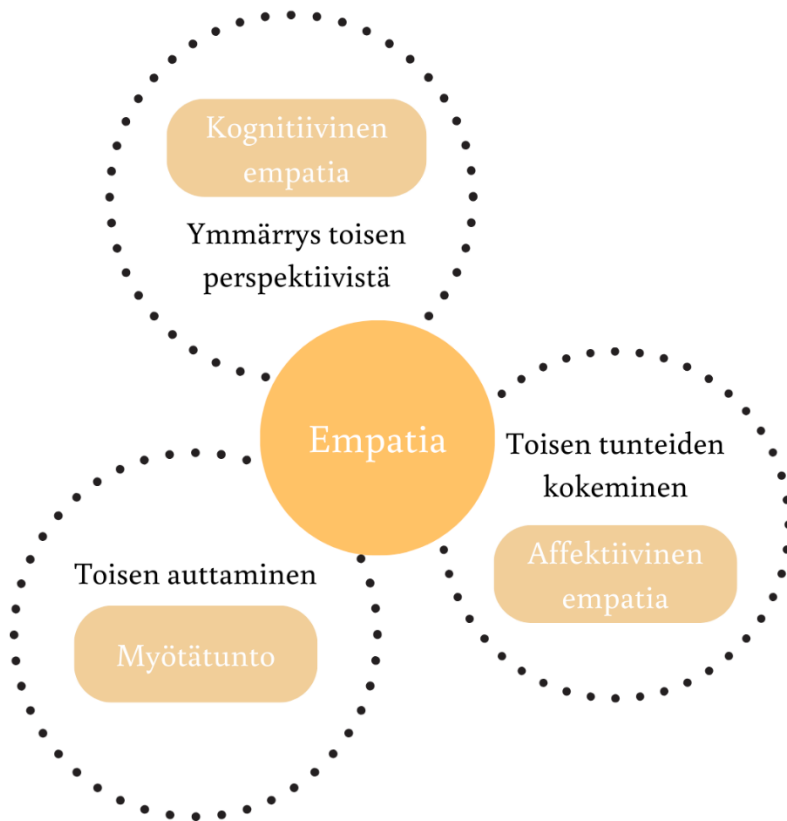 Kognitiivinen
empatia
Ymmärrys toisen
perspektiivistä
Empatia
Toisen tunteiden
kokeminen
Affektiivinen
empatia
Toisen auttaminen
Myötätunto